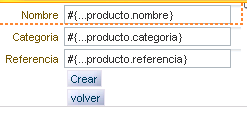 Nombre #{...producto.nombre}
Categoria #{...producto.categoria}
Referencia #{...producto.referencia}
Crear
volver